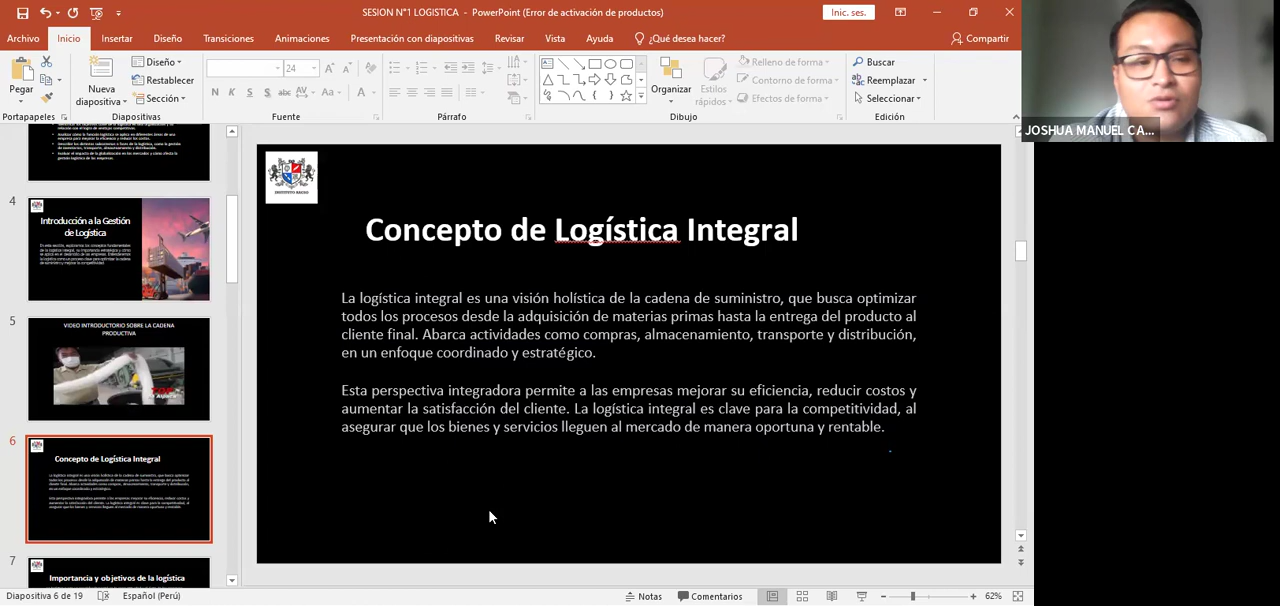 SESION N°1 LOGISTICA - PowerPoint (Error de activación de productos)
Inic. ses.
Archivo Inicio Insertar Diseño Transiciones Animaciones Presentación con diapositivas Revisar Vista Ayuda ¿Qué desea hacer? Compartir
Pegar
Nueva diapositiva
Diseño
Restablecer
Sección
24
N K S S abc AV Aa A
Organizar
Estilos rápidos
Relleno de forma
Contorno de forma
Efectos de forma
Buscar
Reemplazar
Seleccionar
Portapapeles Diapositivas Fuente Párrafo Dibujo Edición
JOSHUA MANUEL CA...
4
Introducción a la Gestión
de Logística
5
VIDEO INTRODUCTORIO SOBRE LA CADENA
PRODUCTIVA
6
Concepto de Logística Integral
7
Importancia y objetivos de la logística
Concepto de Logística Integral
La logística integral es una visión holística de la cadena de suministro, que busca optimizar
todos los procesos desde la adquisición de materias primas hasta la entrega del producto al
cliente final. Abarca actividades como compras, almacenamiento, transporte y distribución,
en un enfoque coordinado y estratégico.
Esta perspectiva integradora permite a las empresas mejorar su eficiencia, reducir costos y
aumentar la satisfacción del cliente. La logística integral es clave para la competitividad, al
asegurar que los bienes y servicios lleguen al mercado de manera oportuna y rentable.
Diapositiva 6 de 19 Español (Perú) Notas Comentarios 62%